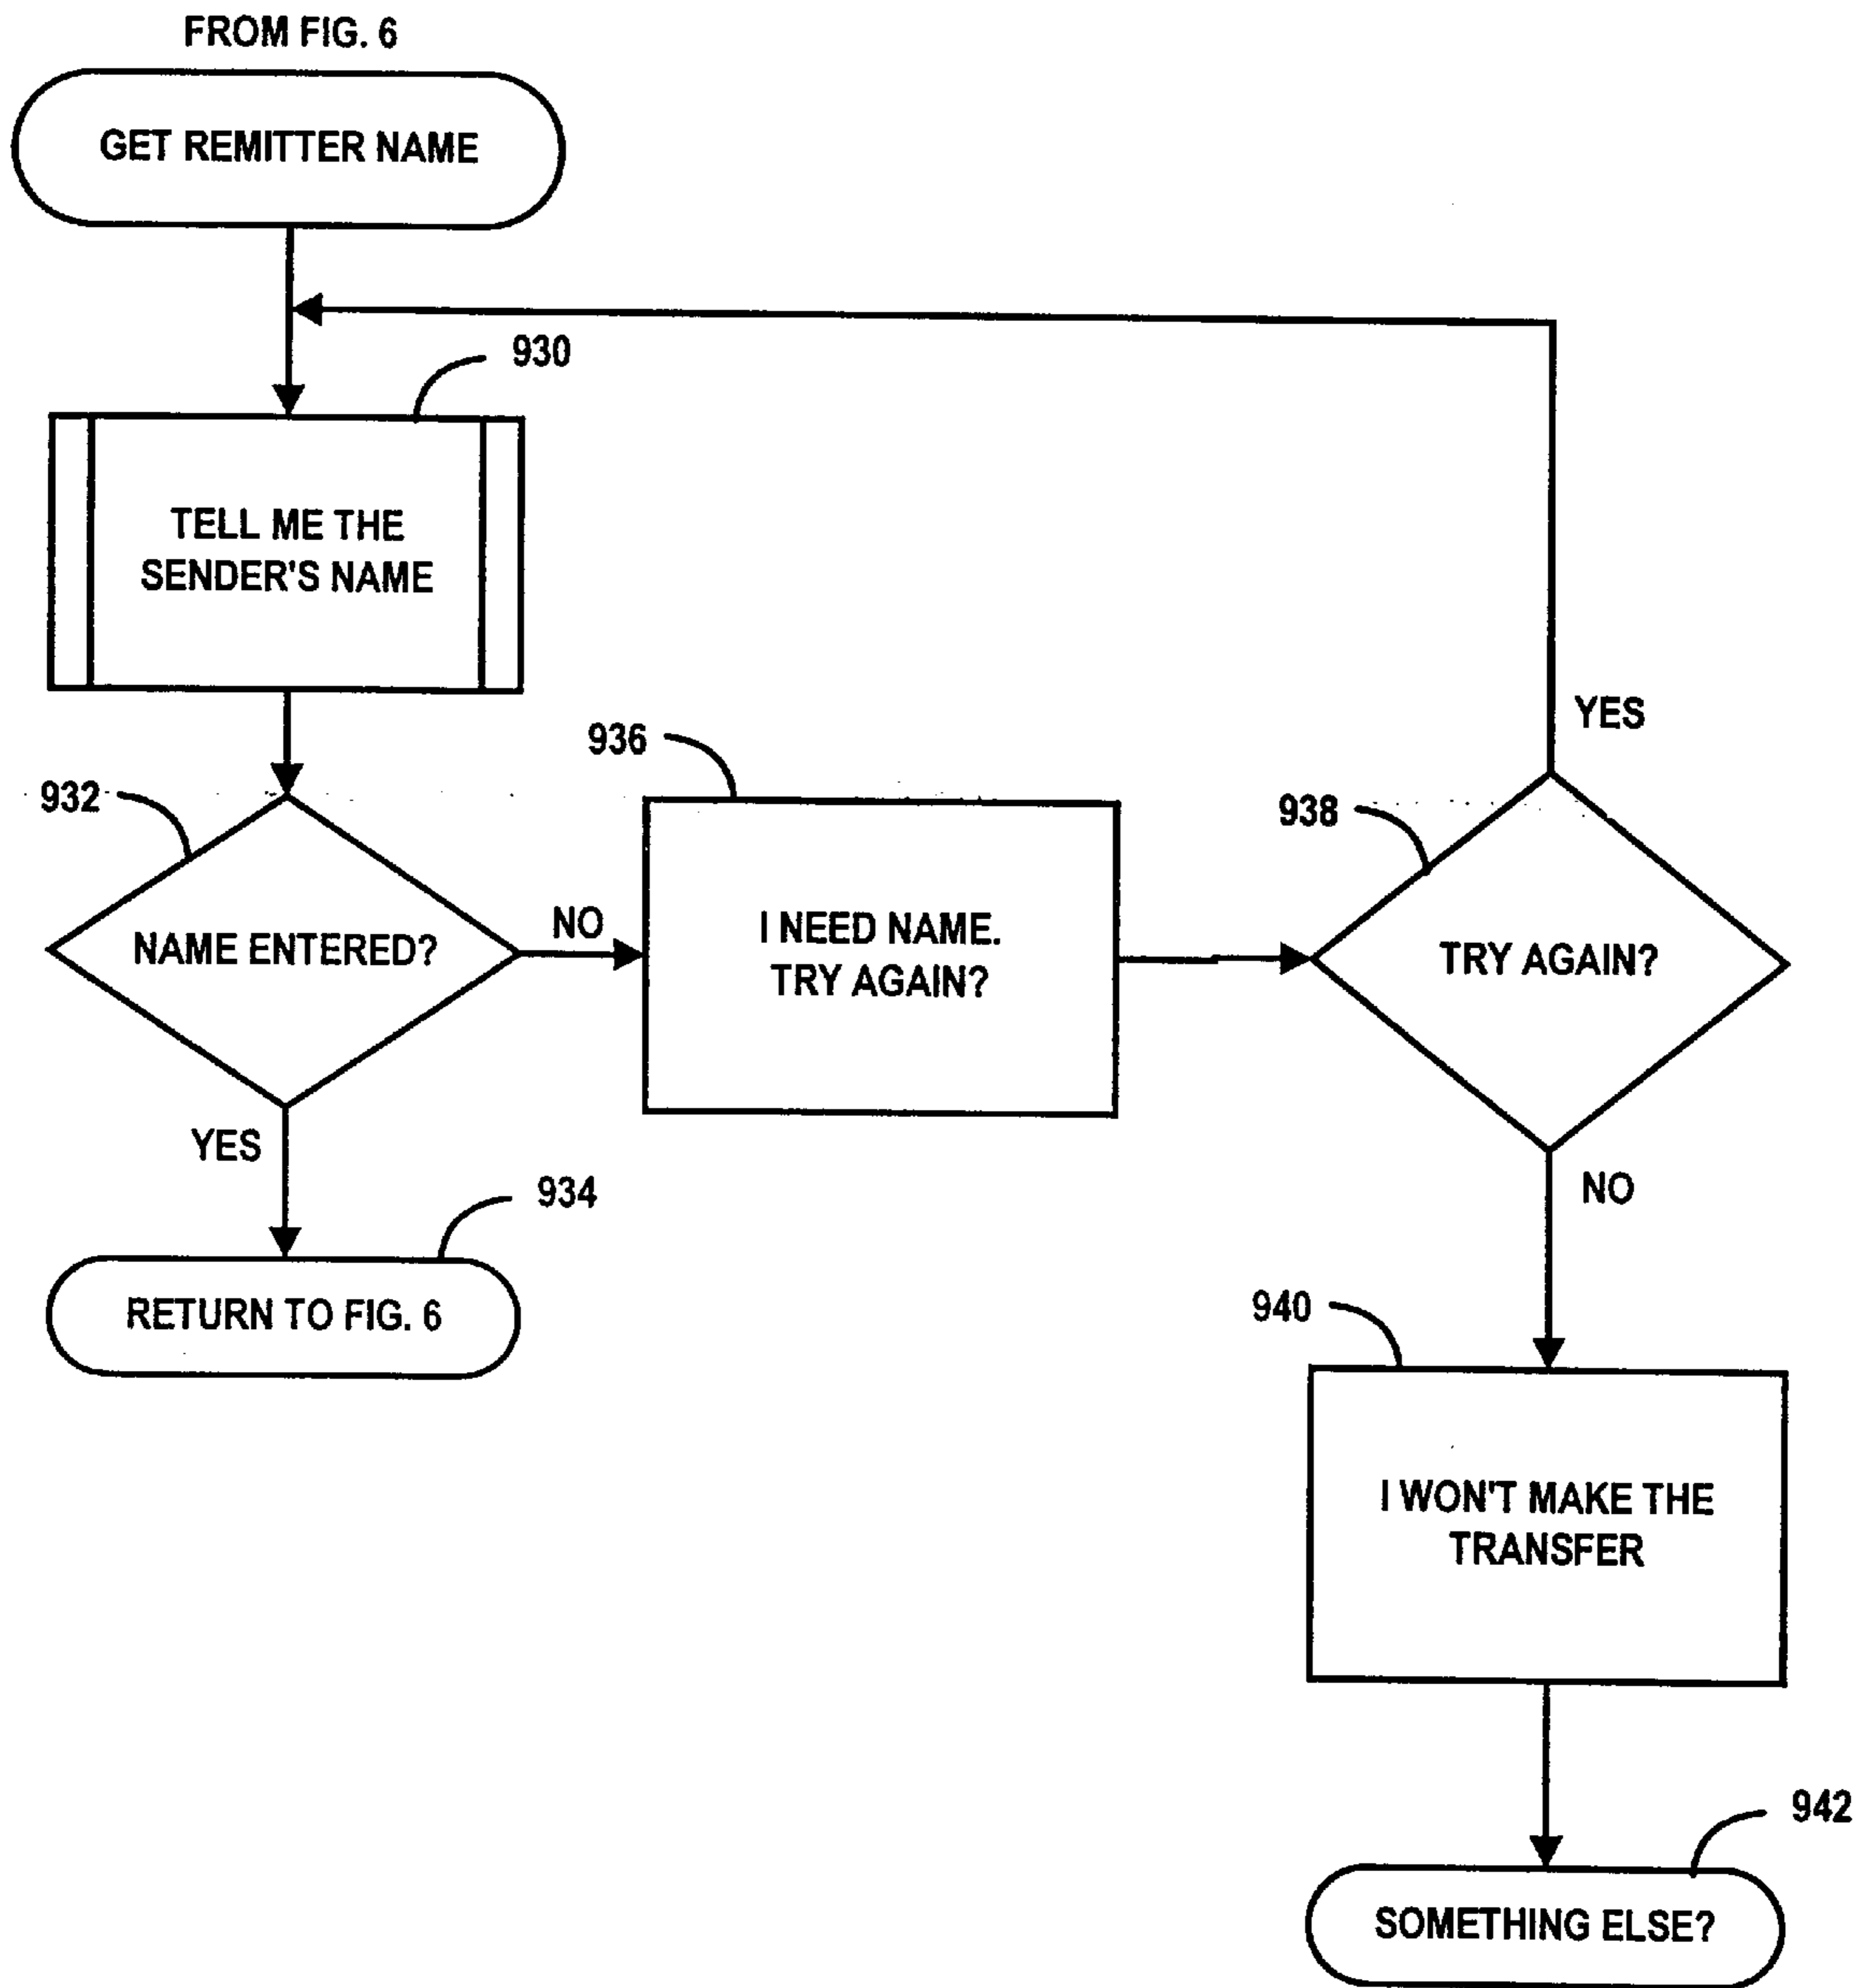 FROM FIG. 6
GET REMITTER NAME
930
TELL ME THE
SENDER'S NAME
YES
936
932
938
NAME ENTERED?
NO
I NEED NAME.
TRY AGAIN?
TRY AGAIN?
YES
934
NO
RETURN TO FIG. 6
940
I WON'T MAKE THE
TRANSFER
942
SOMETHING ELSE?